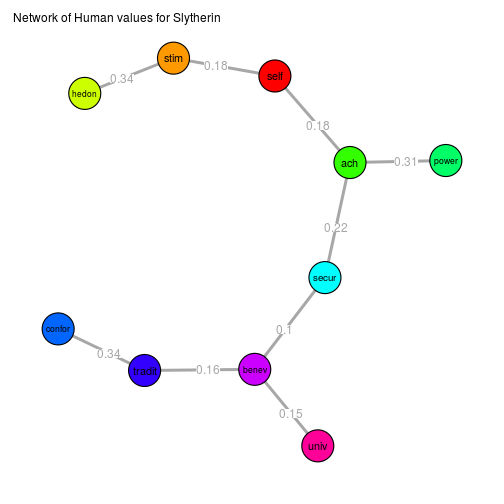 Network of Human values for Slytherin
stim
0.18
self
0.34
hedon
0.18
ach
0.31
power
0.22
secur
confor
0.1
0.34
tradit
0.16
benev
0.15
univ